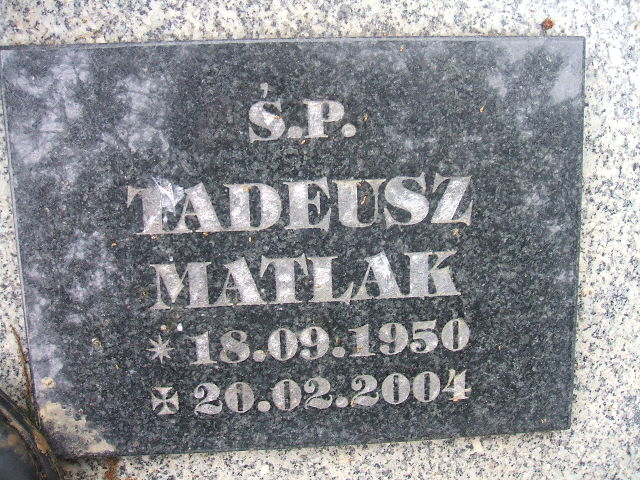 Ś.P.
TADEUSZ
MATLAK
* 18.09.1950
✠ 20.02.2004